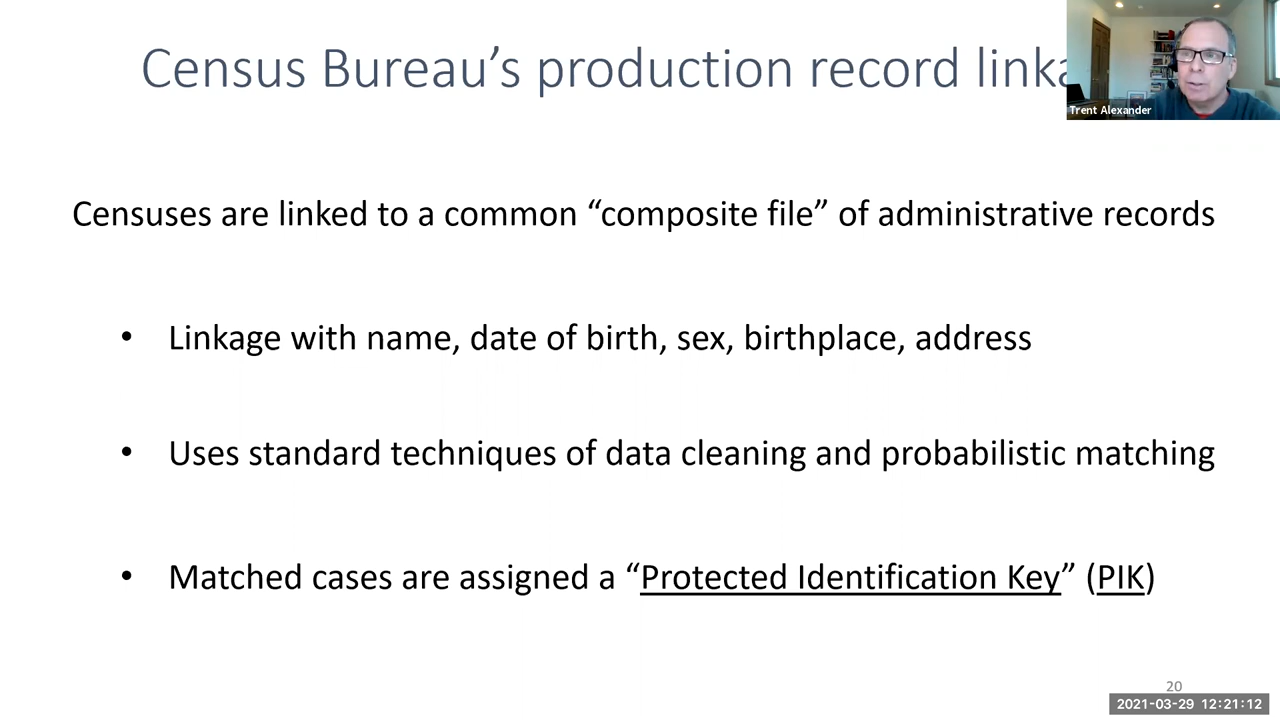 Census Bureau’s production record linka
Trent Alexander
Censuses are linked to a common “composite file” of administrative records
• Linkage with name, date of birth, sex, birthplace, address
• Uses standard techniques of data cleaning and probabilistic matching
• Matched cases are assigned a “Protected Identification Key” (PIK)
20
2021-03-29 12:21:12